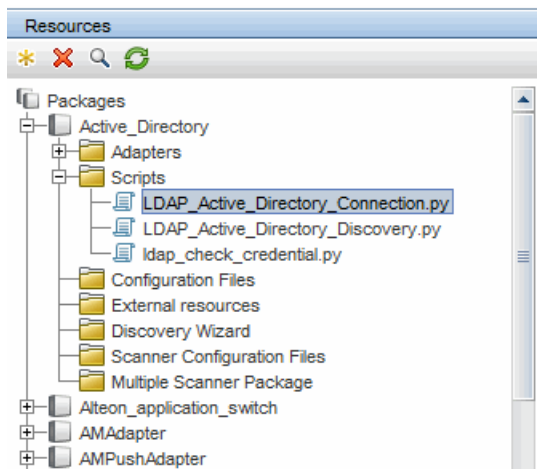 Resources
Packages
Active_Directory
Adapters
Scripts
LDAP_Active_Directory_Connection.py
LDAP_Active_Directory_Discovery.py
ldap_check_credential.py
Configuration Files
External resources
Discovery Wizard
Scanner Configuration Files
Multiple Scanner Package
Alteon_application_switch
AMAdapter
AMPushAdapter